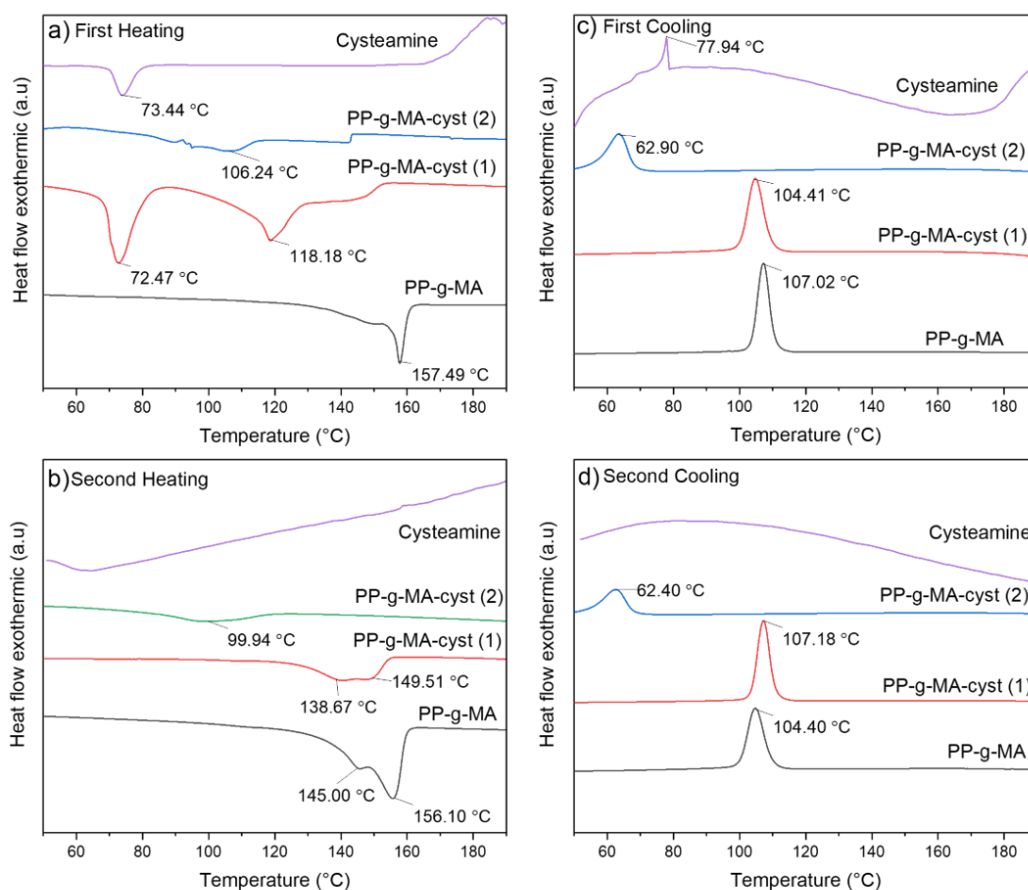 a) First Heating
Cysteamine
73.44 °C
PP-g-MA-cyst (2)
106.24 °C
PP-g-MA-cyst (1)
118.18 °C
72.47 °C
PP-g-MA
157.49 °C
60 80 100 120 140 160 180
Temperature (°C)
Heat flow exothermic (a.u)
c) First Cooling
77.94 °C
Cysteamine
PP-g-MA-cyst (2)
62.90 °C
104.41 °C
PP-g-MA-cyst (1)
107.02 °C
PP-g-MA
60 80 100 120 140 160 180
Temperature (°C)
Heat flow exothermic (a.u)
b) Second Heating
Cysteamine
PP-g-MA-cyst (2)
99.94 °C
PP-g-MA-cyst (1)
149.51 °C
138.67 °C
PP-g-MA
145.00 °C
156.10 °C
60 80 100 120 140 160 180
Temperature (°C)
Heat flow exothermic (a.u)
d) Second Cooling
Cysteamine
62.40 °C
PP-g-MA-cyst (2)
107.18 °C
PP-g-MA-cyst (1)
104.40 °C
PP-g-MA
60 80 100 120 140 160 180
Temperature (°C)
Heat flow exothermic (a.u)